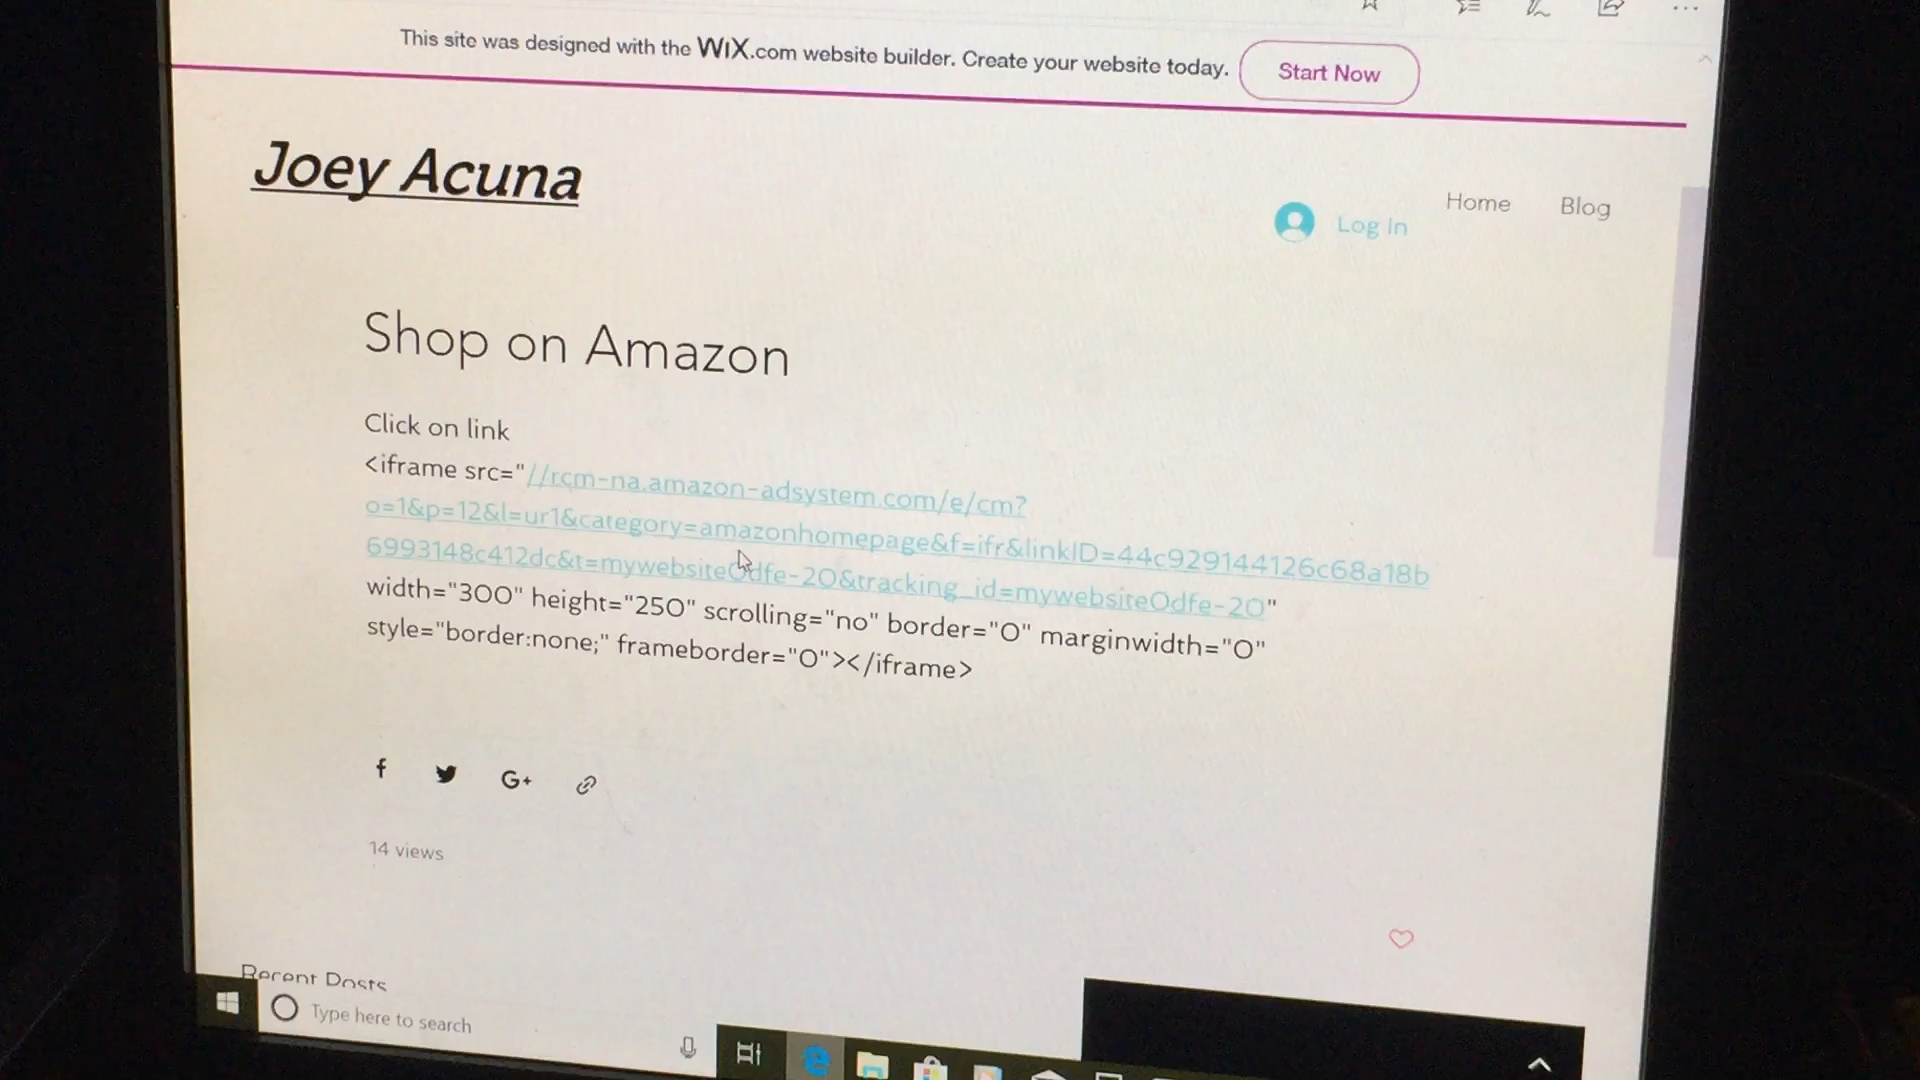 This site was designed with the WiX.com website builder. Create your website today. Start Now
Joey Acuna
Log In
Home
Blog
Shop on Amazon
Click on link
<iframe src="//rcm-na.amazon-adsystem.com/e/cm?
o=1&p=12&l=ur1&category=amazonhomepage&f=ifr&linkID=44c929144126c68a18b
6993148c412dc&t=mywebsite0dfe-20&tracking_id=mywebsite0dfe-20"
width="300" height="250" scrolling="no" border="0" marginwidth="0"
style="border:none;" frameborder="0"></iframe>
f
G+
14 views
Recent Posts
Type here to search